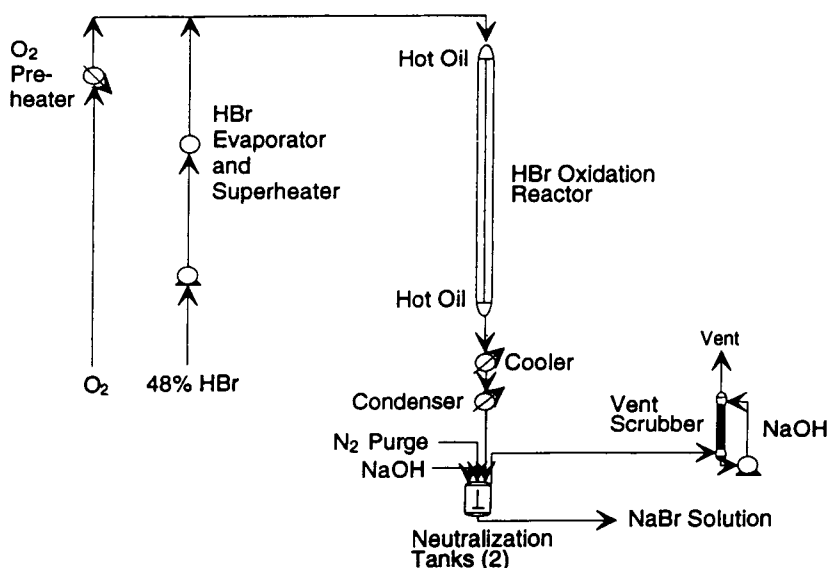 O₂
Pre-
heater
HBr
Evaporator
and
Superheater
Hot Oil
HBr Oxidation
Reactor
Hot Oil
O₂
48% HBr
Cooler
Condenser
N₂ Purge
NaOH
Vent
Vent
Scrubber
NaOH
NaBr Solution
Neutralization
Tanks (2)